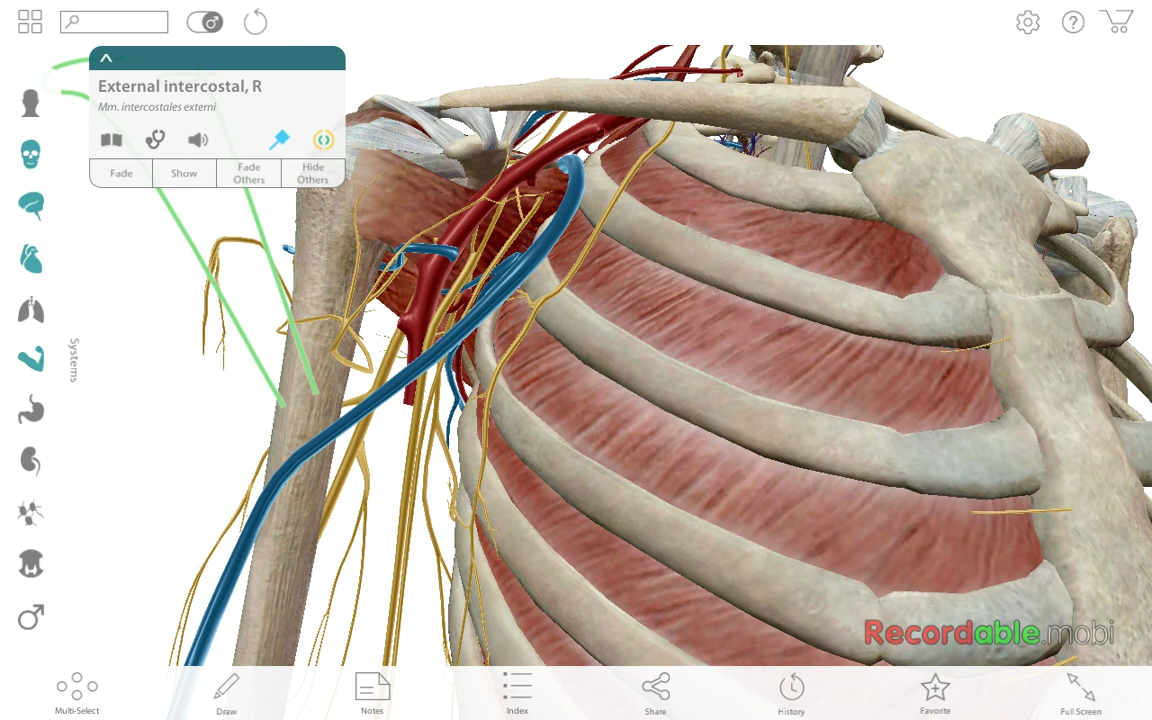 External intercostal, R
Mm. intercostales externi
Fade
Show
Fade
Others
Hide
Others
Systems
Recordable.mobi
Multi-Select
Draw
Notes
Index
Share
History
Favorite
Full Screen